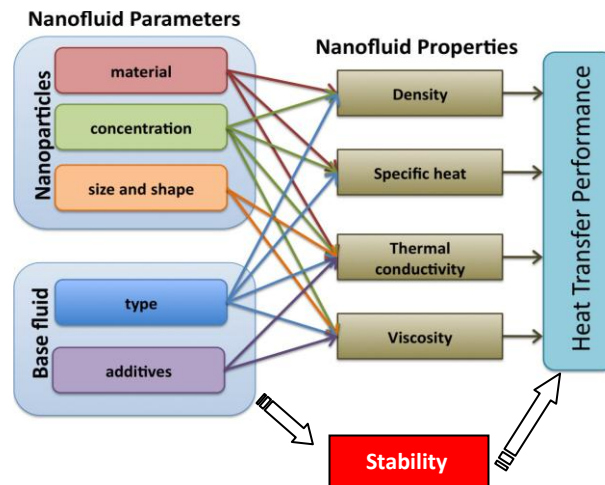 Nanofluid Parameters
Nanoparticles
material
concentration
size and shape
Base fluid
type
additives
Nanofluid Properties
Density
Specific heat
Thermal
conductivity
Viscosity
Heat Transfer Performance
Stability